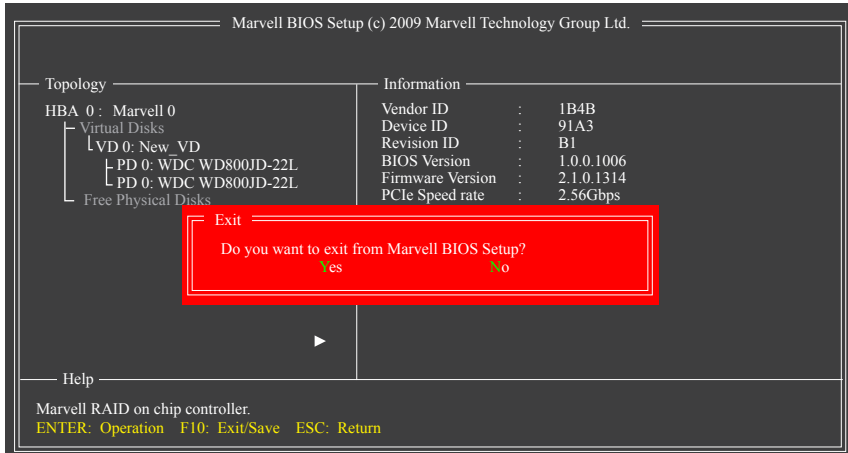 Marvell BIOS Setup (c) 2009 Marvell Technology Group Ltd.
Topology
HBA 0 : Marvell 0
Virtual Disks
VD 0: New_VD
PD 0: WDC WD800JD-22L
PD 0: WDC WD800JD-22L
Free Physical Disks
Information
Vendor ID : 1B4B
Device ID : 91A3
Revision ID : B1
BIOS Version : 1.0.0.1006
Firmware Version : 2.1.0.1314
PCIe Speed rate : 2.56Gbps
Exit
Do you want to exit from Marvell BIOS Setup?
Yes No
Help
Marvell RAID on chip controller.
ENTER: Operation F10: Exit/Save ESC: Return